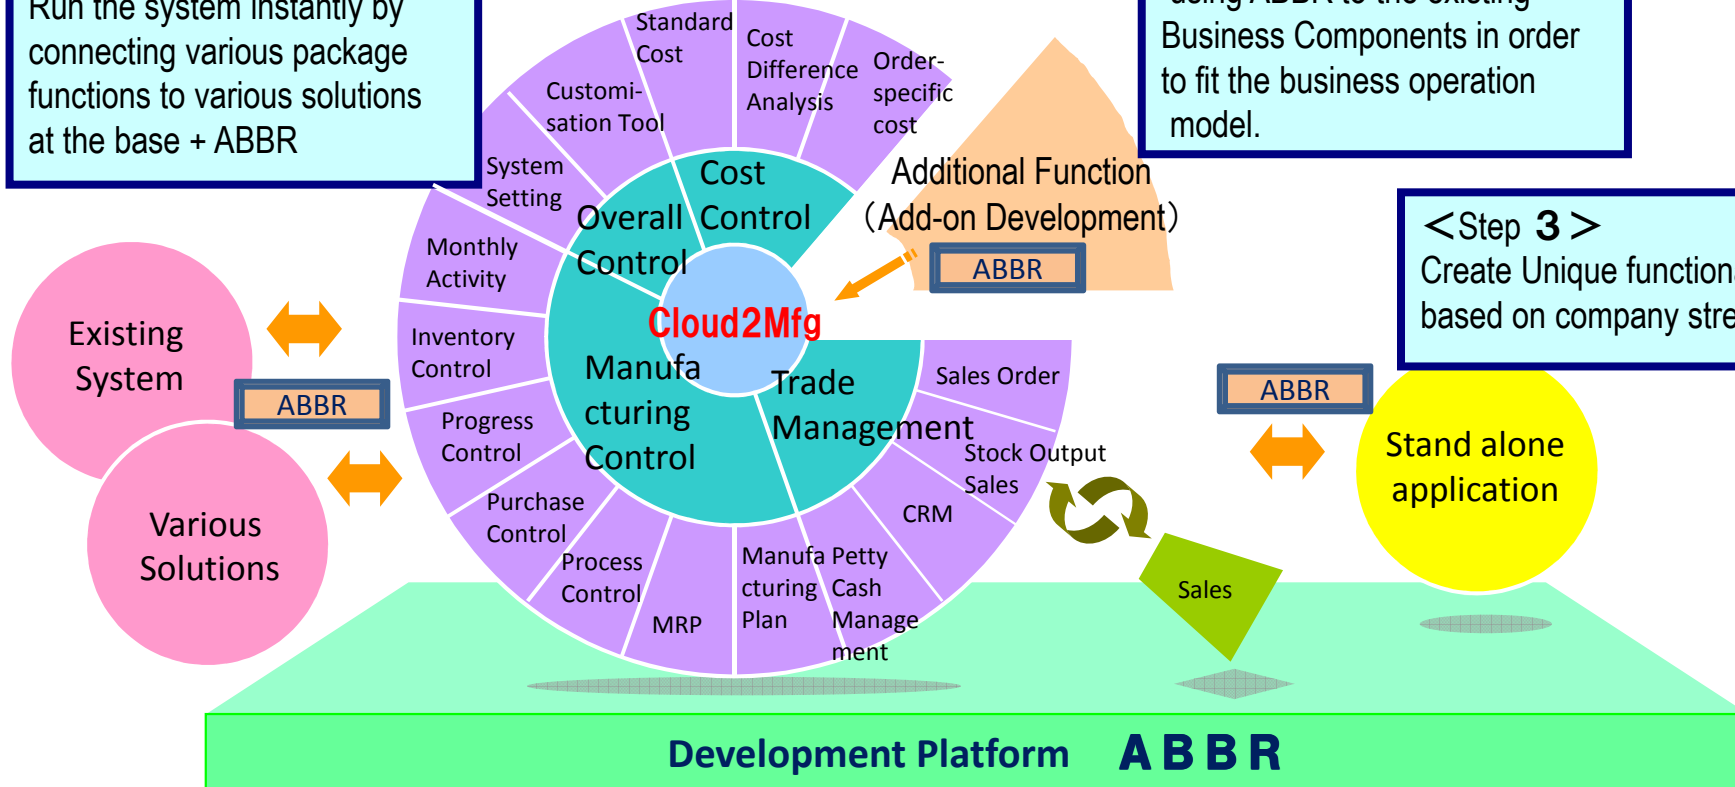 Run the system instantly by
connecting various package
functions to various solutions
at the base + ABBR
using ABBR to the existing
Business Components in order
to fit the business operation
model.
<Step 3>
Create Unique
based on company
Standard
Cost
Cost
Difference
Analysis
Order-
specific
cost
Customi-
sation Tool
System
Setting
Monthly
Activity
Inventory
Control
Progress
Control
Purchase
Control
Process
Control
MRP
Manufa
cturing
Plan
Petty
Cash
Manage
ment
CRM
Stock Output
Sales
Sales Order
Cost
Control
Overall
Control
Manufa
cturing
Control
Trade
Management
Cloud2Mfg
Additional Function
（Add-on Development）
ABBR
Existing
System
ABBR
Various
Solutions
ABBR
Stand alone
application
Sales
Development Platform ABBR